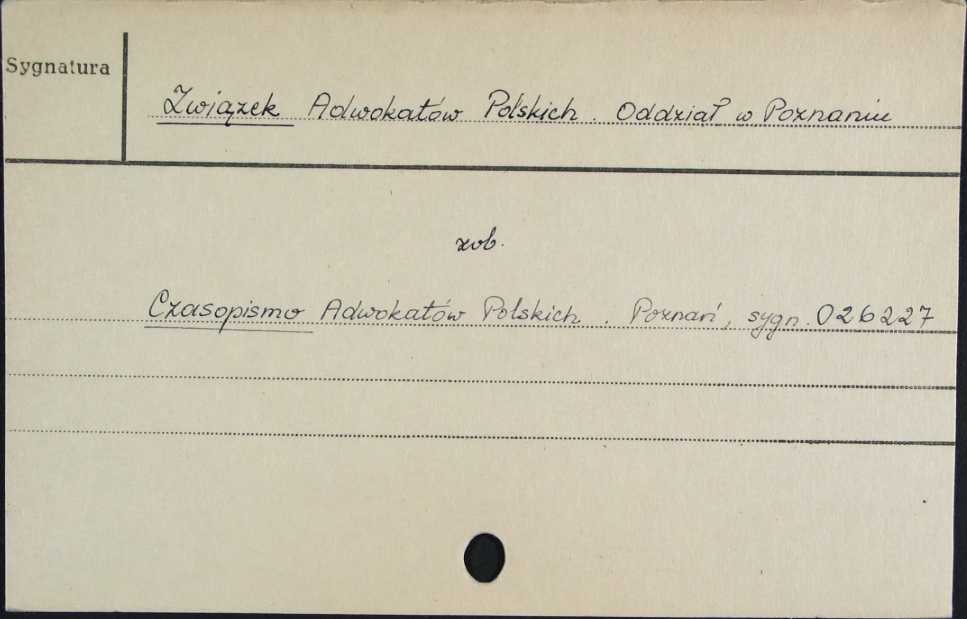 Sygnatura
Związek Adwokatów Polskich. Oddział w Poznaniu
zob.
Czasopismo Adwokatów Polskich. Poznań, sygn. 026227